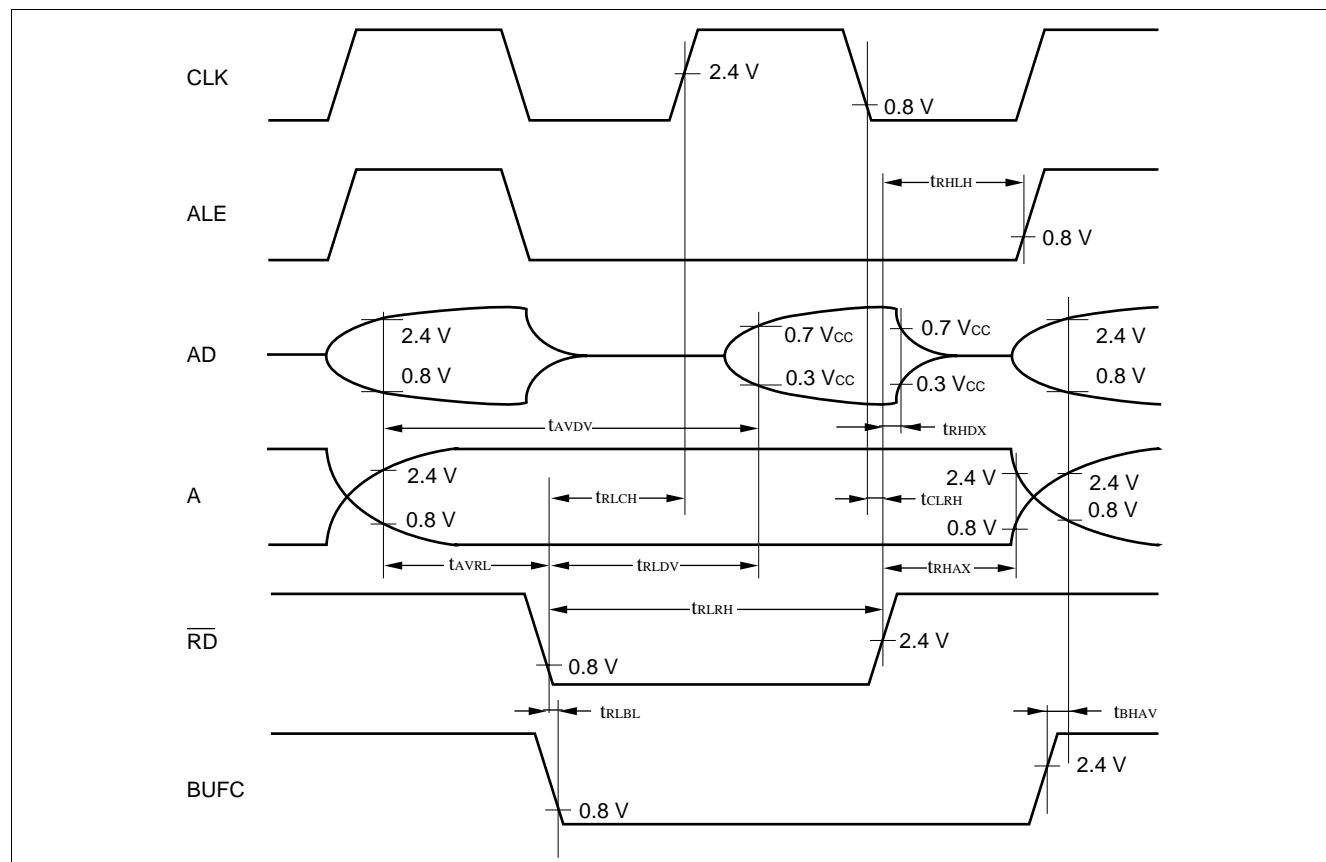 CLK
2.4 V
0.8 V
ALE
tRHLH
0.8 V
AD
2.4 V
0.8 V
0.7 VCC
0.3 VCC
0.7 VCC
0.3 VCC
2.4 V
0.8 V
tAVDV
tRHDX
A
2.4 V
0.8 V
tRLCH
tCLRH
2.4 V
0.8 V
2.4 V
0.8 V
tAVRL
tRLDV
tRHAX
tRLRH
RD
0.8 V
2.4 V
tRLBL
tBHAV
BUFC
0.8 V
2.4 V